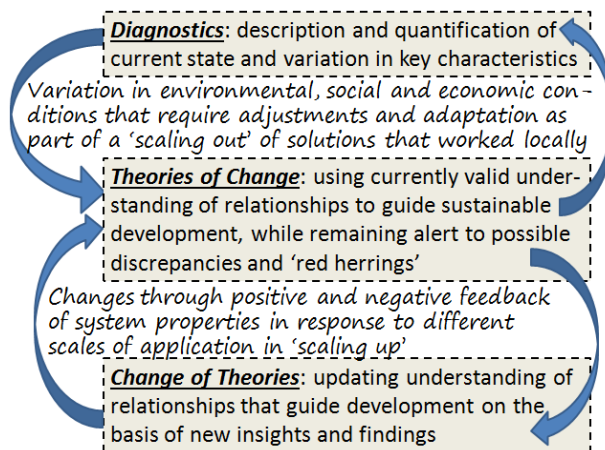 Diagnostics: description and quantification of
current state and variation in key characteristics
Variation in environmental, social and economic con-
ditions that require adjustments and adaptation as
part of a ‘scaling out’ of solutions that worked locally
Theories of Change: using currently valid under-
standing of relationships to guide sustainable
development, while remaining alert to possible
discrepancies and ‘red herrings’
Changes through positive and negative feedback
of system properties in response to different
scales of application in ‘scaling up’
Change of Theories: updating understanding of
relationships that guide development on the
basis of new insights and findings